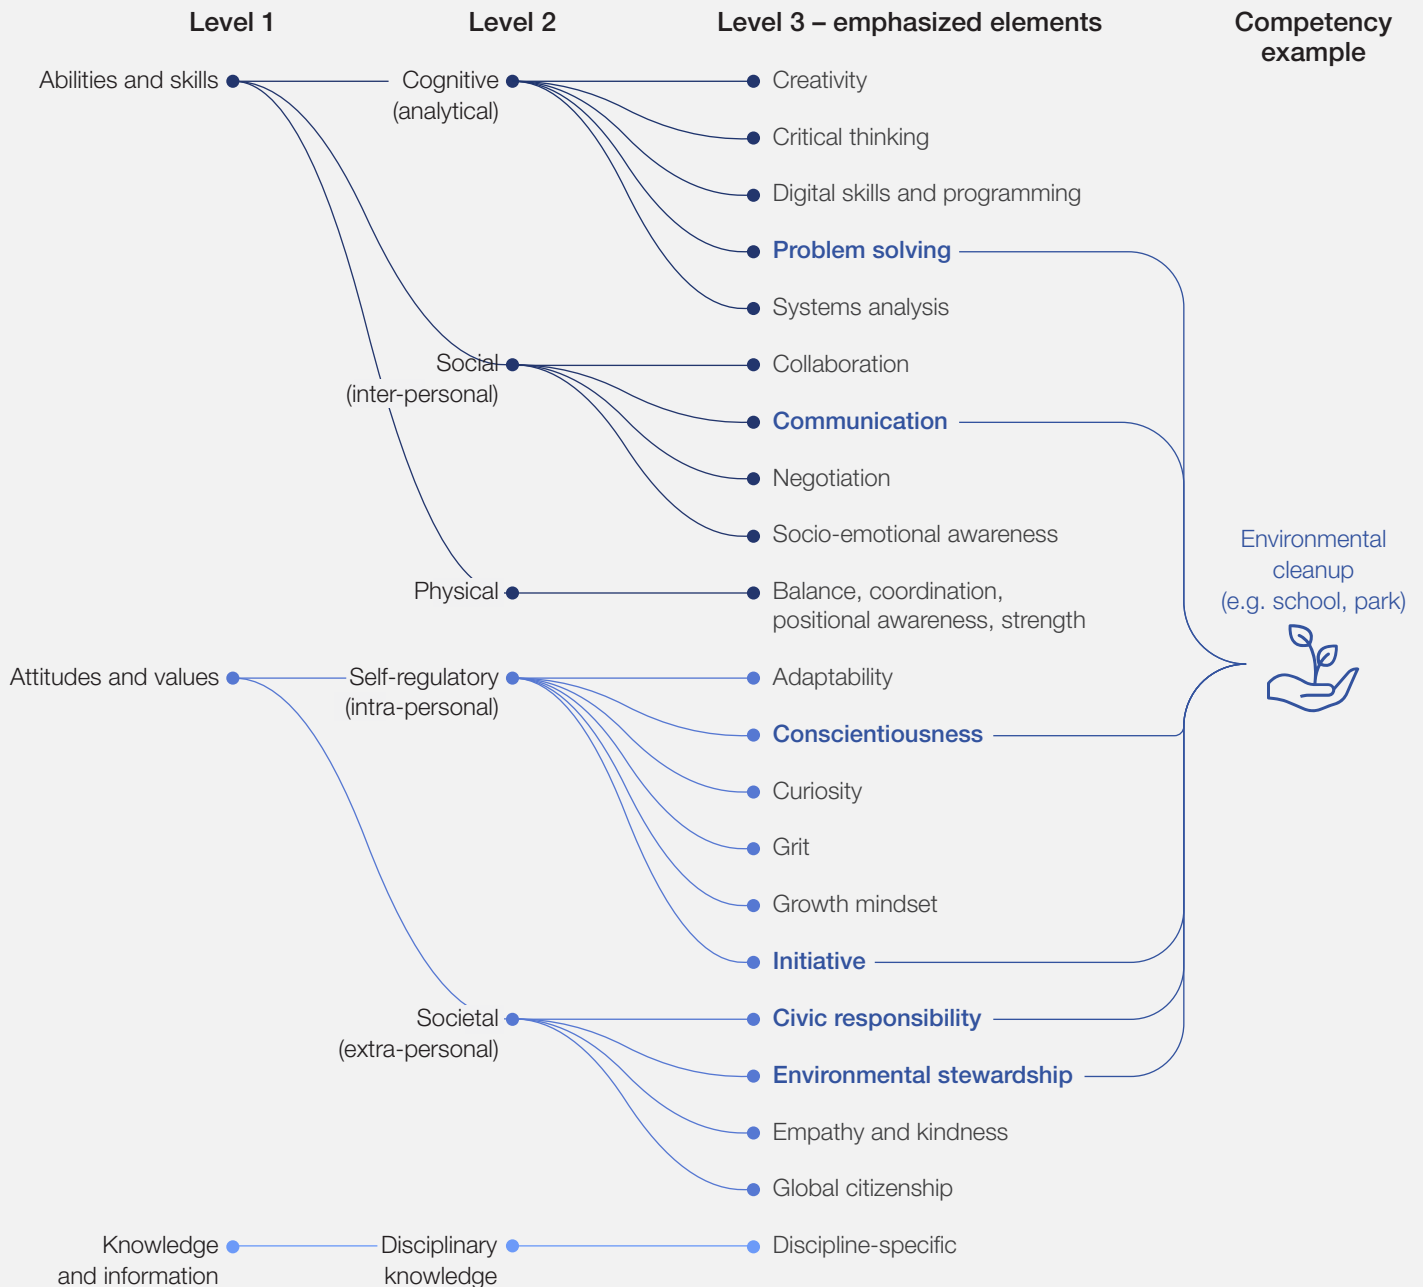 Level 1
Level 2
Level 3 – emphasized elements
Competency
example
Abilities and skills
Cognitive
(analytical)
Creativity
Critical thinking
Digital skills and programming
Problem solving
Systems analysis
Social
(inter-personal)
Collaboration
Communication
Negotiation
Socio-emotional awareness
Physical
Balance, coordination,
positional awareness, strength
Environmental
cleanup
(e.g. school, park)
Attitudes and values
Self-regulatory
(intra-personal)
Adaptability
Conscientiousness
Curiosity
Grit
Growth mindset
Initiative
Societal
(extra-personal)
Civic responsibility
Environmental stewardship
Empathy and kindness
Global citizenship
Knowledge
and information
Disciplinary
knowledge
Discipline-specific